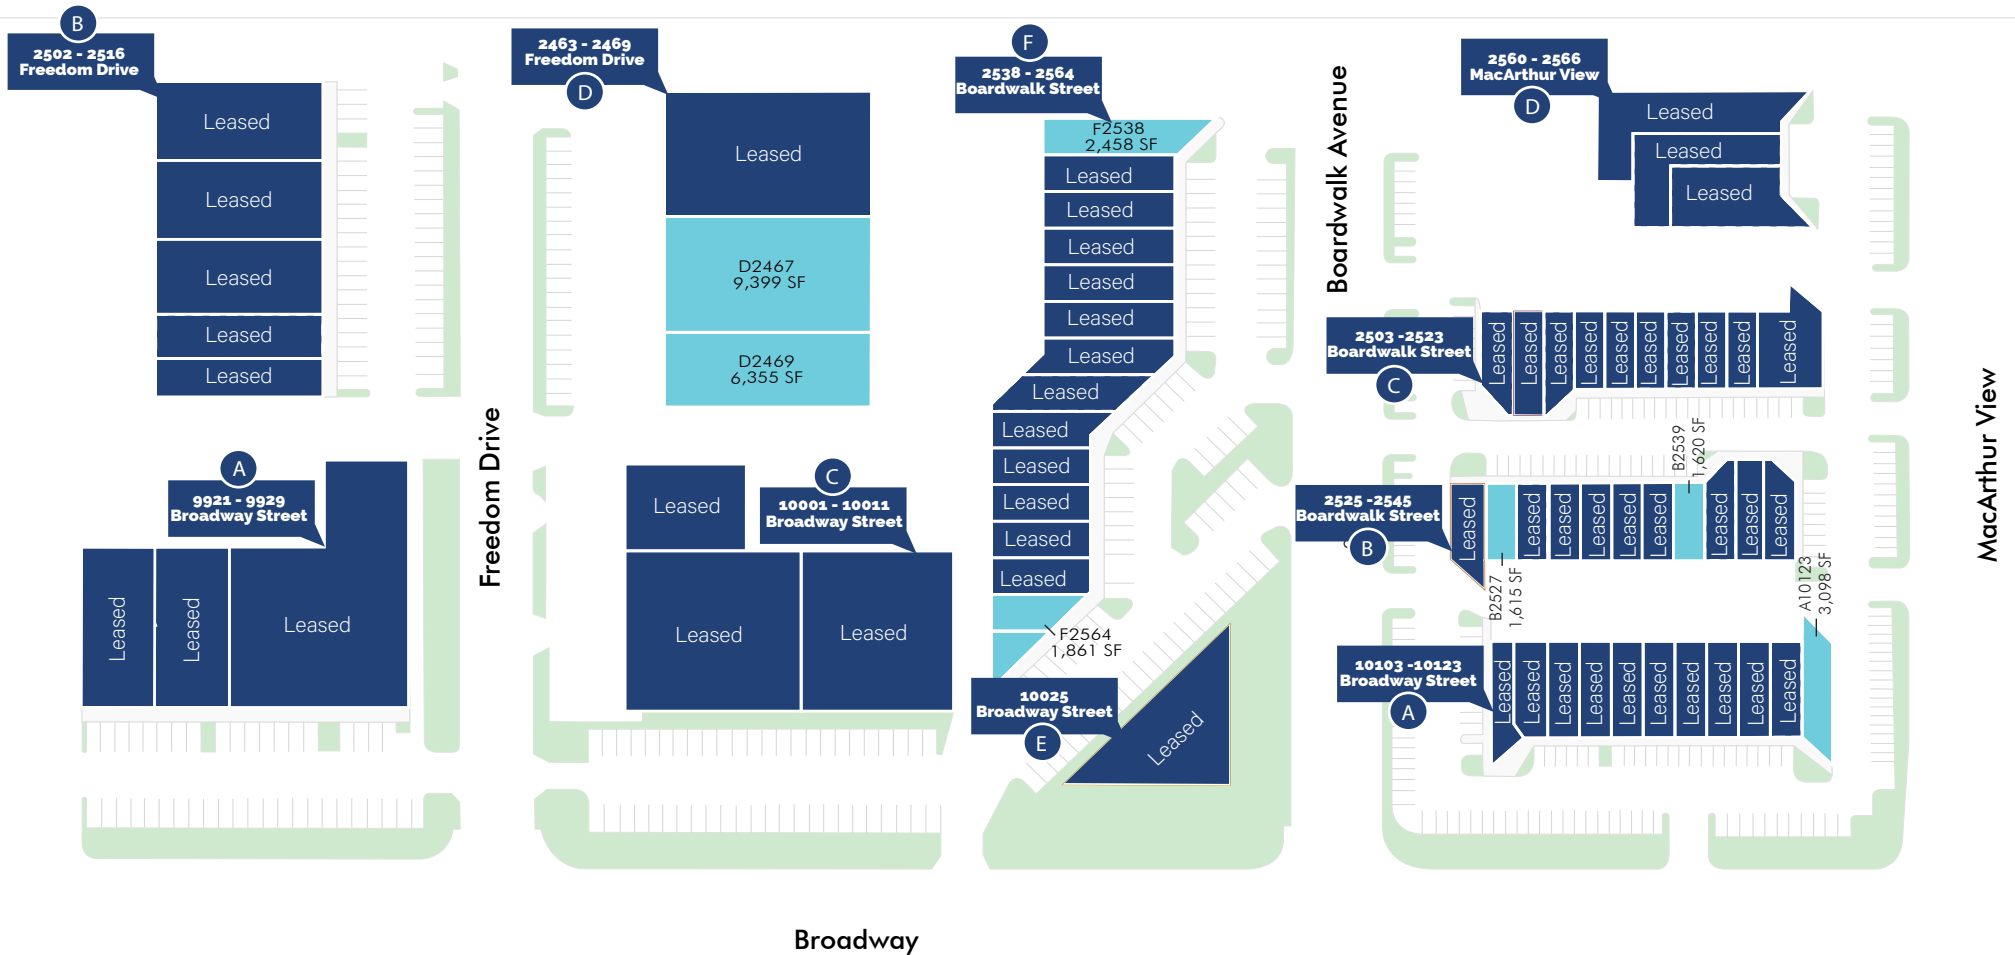 B
2502 - 2516
Freedom Drive
Leased
Leased
Leased
Leased
Leased
A
9921 - 9929
Broadway Street
Leased
Leased
Leased
Freedom Drive
2463 - 2469
Freedom Drive
D
Leased
D2467
9,399 SF
D2469
6,355 SF
Leased
C
10001 - 10011
Broadway Street
Leased
Leased
F
2538 - 2564
Boardwalk Street
F2538
2,458 SF
Leased
Leased
Leased
Leased
Leased
Leased
Leased
Leased
Leased
Leased
Leased
Leased
F2564
1,861 SF
10025
Broadway Street
E
Leased
Boardwalk Avenue
2560 - 2566
MacArthur View
D
Leased
Leased
Leased
2503 -2523
Boardwalk Street
C
Leased
Leased
Leased
Leased
Leased
Leased
Leased
Leased
Leased
Leased
2525 -2545
Boardwalk Street
B
Leased
B2527
1,615 SF
Leased
Leased
Leased
Leased
Leased
B2539
1,620 SF
Leased
Leased
Leased
10103 -10123
Broadway Street
A
Leased
Leased
Leased
Leased
Leased
Leased
Leased
Leased
Leased
Leased
A10123
3,098 SF
MacArthur View
Broadway